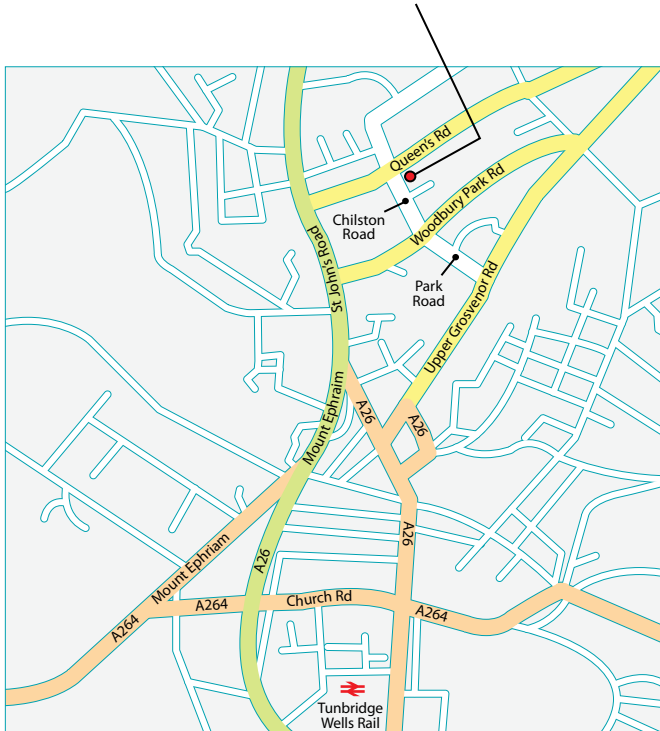 Queen's Rd
Woodbury Park Rd
Chilston
Road
St John's Road
Park
Road
Upper Grosvenor Rd
Mount Ephraim
A26
A26
A26
A26
Mount Ephriam
A264
A264
Church Rd
A264
Tunbridge
Wells Rail